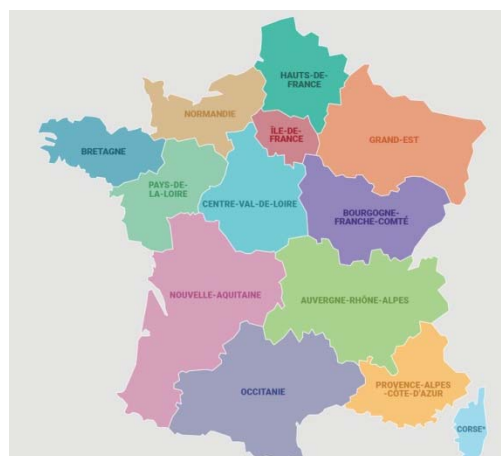 HAUTS-DE-
FRANCE
NORMANDIE
ÎLE-DE-
FRANCE
GRAND-EST
BRETAGNE
PAYS-DE-
LA-LOIRE
CENTRE-VAL-DE-LOIRE
BOURGOGNE-
FRANCHE-COMTÉ
NOUVELLE-AQUITAINE
AUVERGNE-RHÔNE-ALPES
PROVENCE-ALPES
-CÔTE-D'AZUR
OCCITANIE
CORSE*